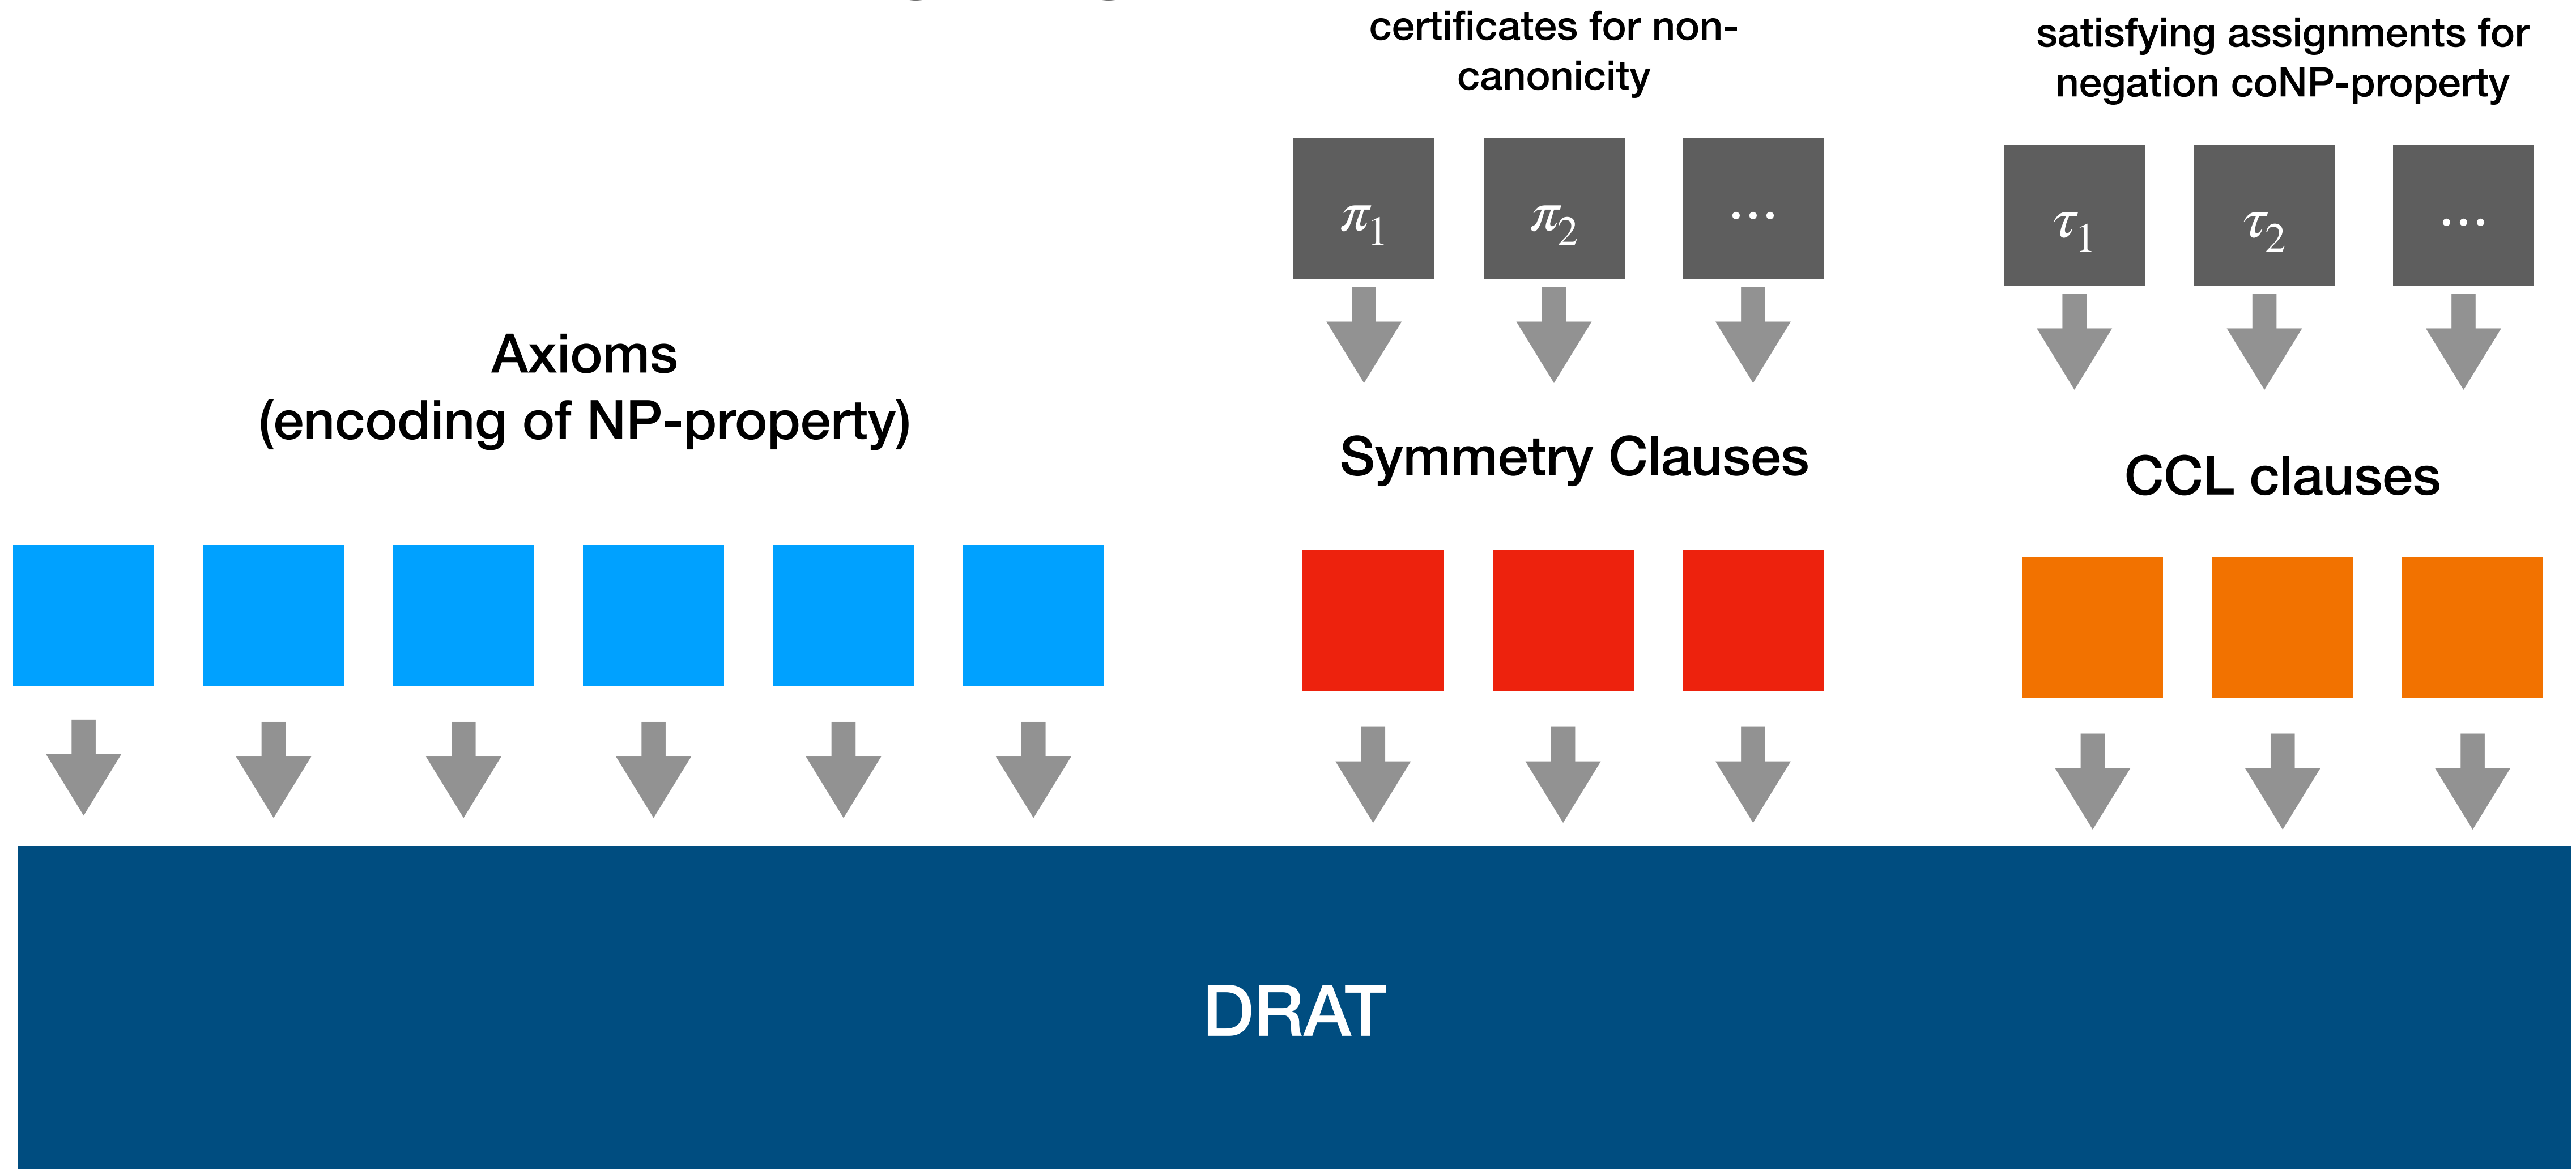 certificates for non-
canonicity
satisfying assignments for
negation coNP-property
π1 π2 ...
τ1 τ2 ...
Axioms
(encoding of NP-property)
Symmetry Clauses
CCL clauses
DRAT